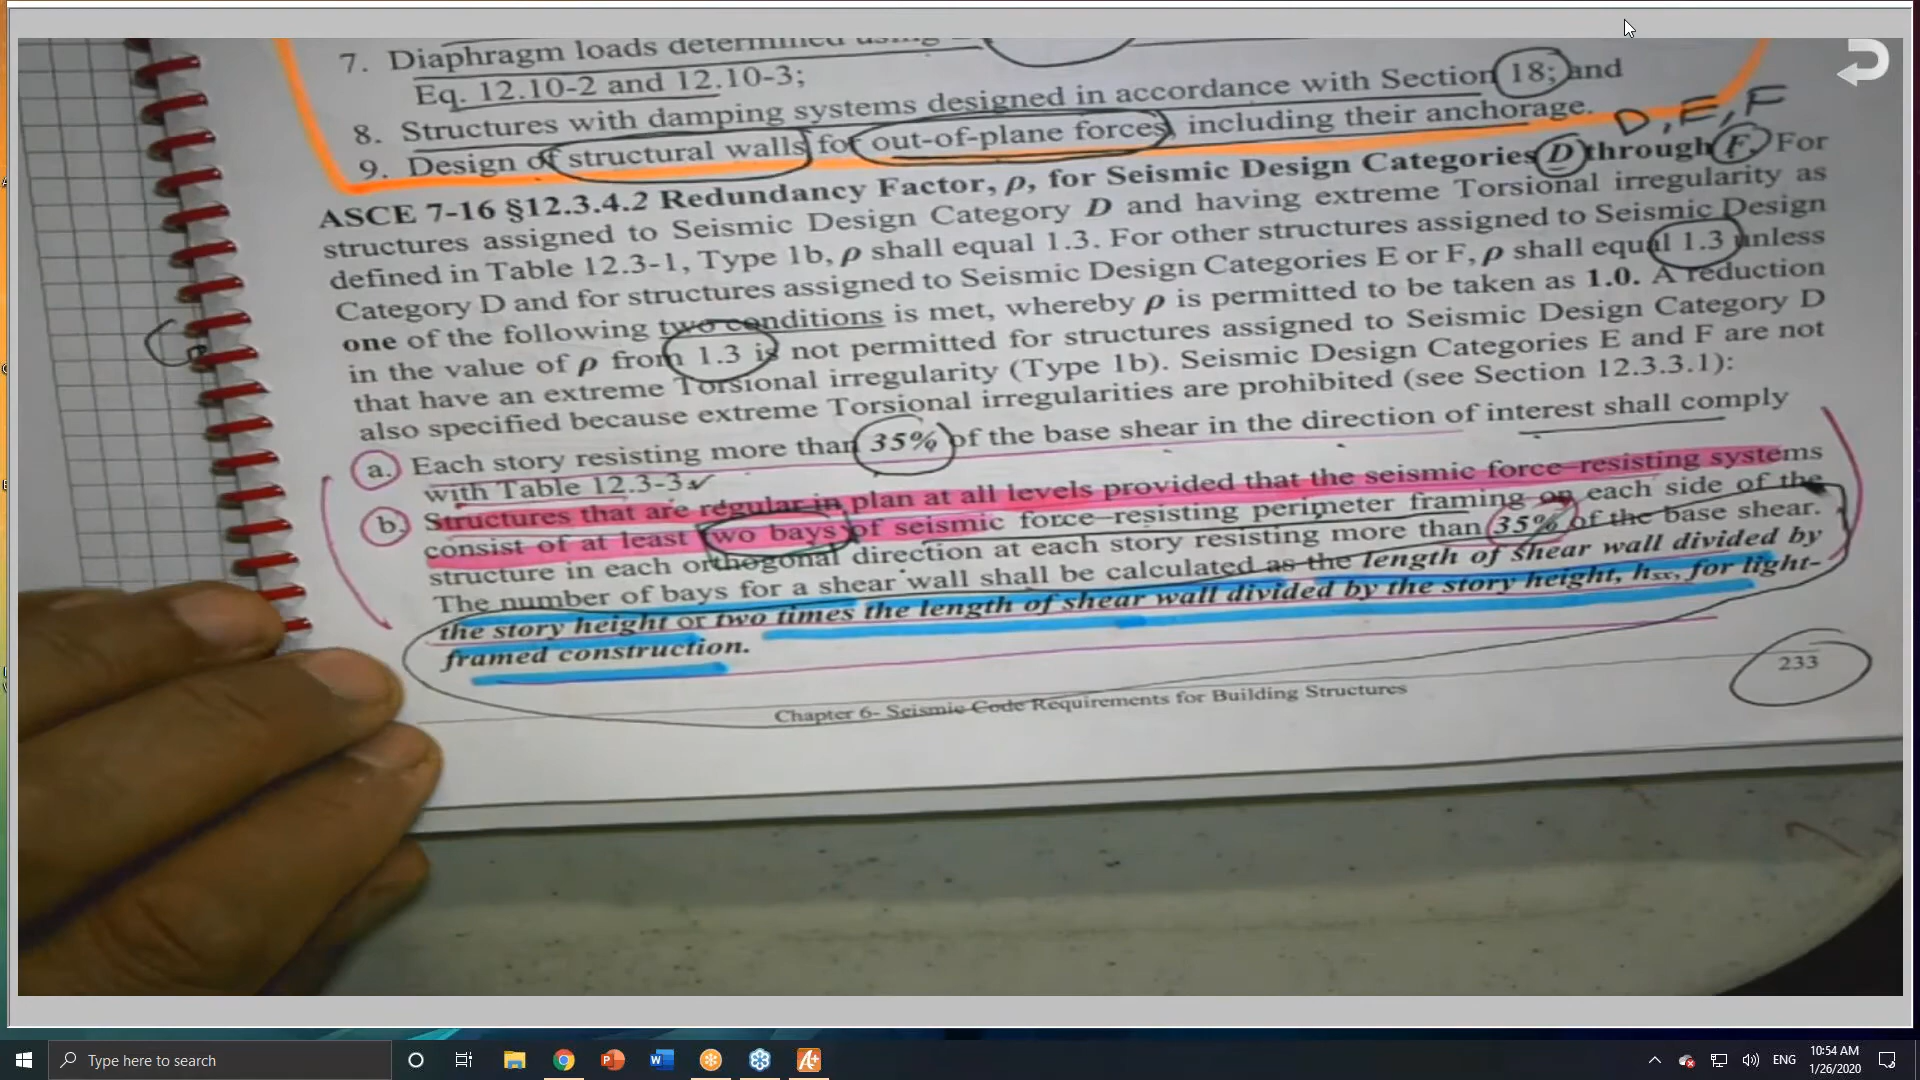 7. Diaphragm loads determined using
Eq. 12.10-2 and 12.10-3;
8. Structures with damping systems designed in accordance with Section 18; and
9. Design of structural walls for out-of-plane forces, including their anchorage.
D, E, F
ASCE 7-16 §12.3.4.2 Redundancy Factor, ρ, for Seismic Design Categories D through F. For
structures assigned to Seismic Design Category D and having extreme Torsional irregularity as
defined in Table 12.3-1, Type 1b, ρ shall equal 1.3. For other structures assigned to Seismic Design
Category D and for structures assigned to Seismic Design Categories E or F, ρ shall equal 1.3 unless
one of the following two conditions is met, whereby ρ is permitted to be taken as 1.0. A reduction
in the value of ρ from 1.3 is not permitted for structures assigned to Seismic Design Category D
that have an extreme Torsional irregularity (Type 1b). Seismic Design Categories E and F are not
also specified because extreme Torsional irregularities are prohibited (see Section 12.3.3.1):
a. Each story resisting more than 35% of the base shear in the direction of interest shall comply
with Table 12.3-3.
b. Structures that are regular in plan at all levels provided that the seismic force-resisting systems
consist of at least two bays of seismic force-resisting perimeter framing on each side of the
structure in each orthogonal direction at each story resisting more than 35% of the base shear.
The number of bays for a shear wall shall be calculated as the length of shear wall divided by
the story height or two times the length of shear wall divided by the story height, hsx, for light-
framed construction.
233
Chapter 6- Seismic Code Requirements for Building Structures
Type here to search
ENG
10:54 AM
1/26/2020